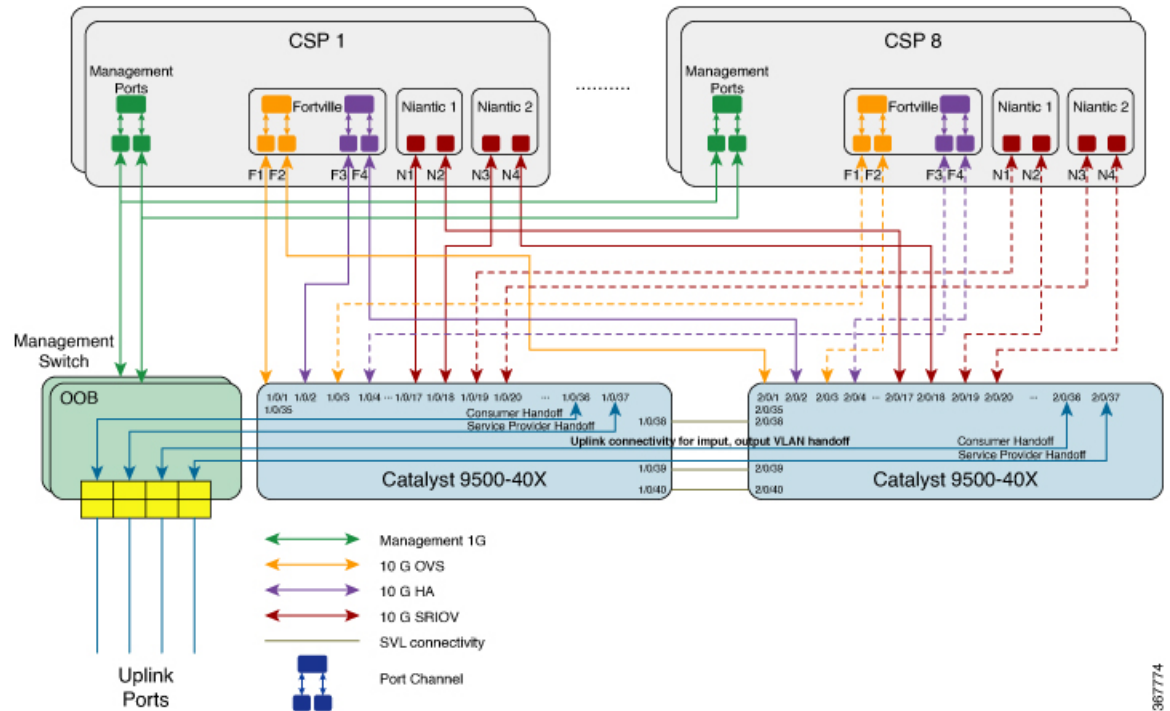 CSP 1
CSP 8
Management
Ports
Fortville
Niantic 1
Niantic 2
..........
Management
Ports
Fortville
Niantic 1
Niantic 2
F1 F2 F3 F4 N1 N2 N3 N4
F1 F2 F3 F4 N1 N2 N3 N4
Management
Switch
OOB
1/0/1 1/0/2 1/0/3 1/0/4 ... 1/0/17 1/0/18 1/0/19 1/0/20 ... 1/0/36 1/0/37
1/0/35
Consumer Handoff
Service Provider Handoff
1/0/38
1/0/39
1/0/40
Catalyst 9500-40X
Uplink connectivity for imput, output VLAN handoff
2/0/1 2/0/2 2/0/3 2/0/4 ... 2/0/17 2/0/18 2/0/19 2/0/20 ... 2/0/36 2/0/37
2/0/35
2/0/38
Consumer Handoff
Service Provider Handoff
2/0/39
2/0/40
Catalyst 9500-40X
Management 1G
10 G OVS
10 G HA
10 G SRIOV
SVL connectivity
Port Channel
Uplink
Ports
367774